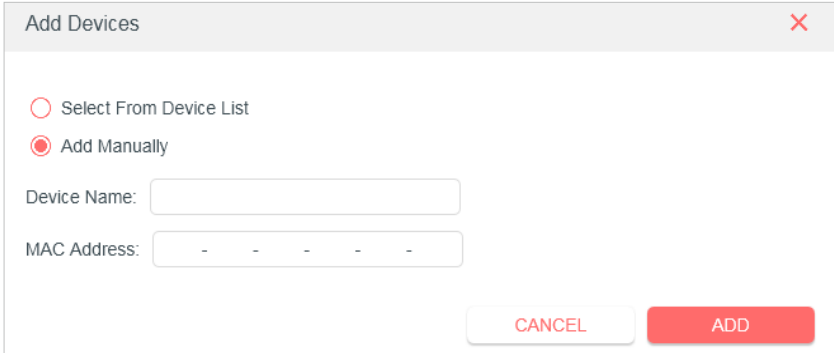 Add Devices
Select From Device List
Add Manually
Device Name:
MAC Address: - - - - -
CANCEL ADD